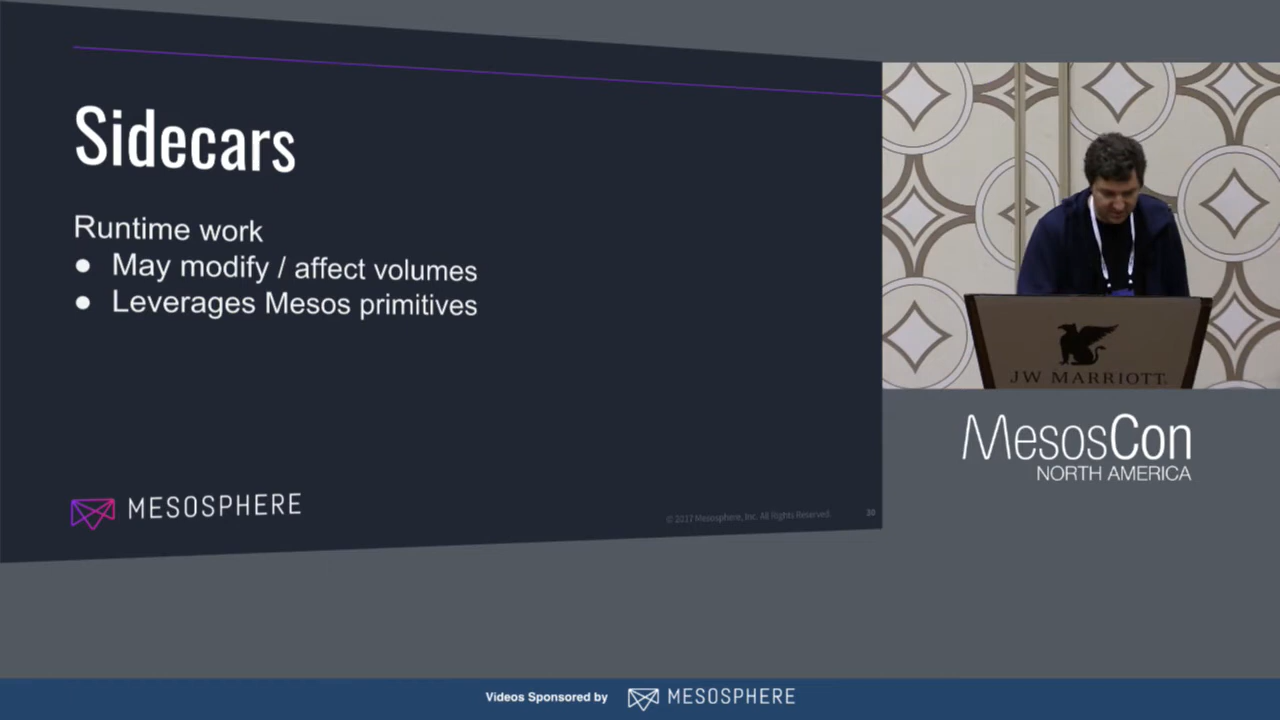 Sidecars
Runtime work
● May modify / affect volumes
● Leverages Mesos primitives
MESOSPHERE
© 2017 Mesosphere, Inc. All Rights Reserved.
30
JW MARRIOTT
MesosCon
NORTH AMERICA
Videos Sponsored by MESOSPHERE